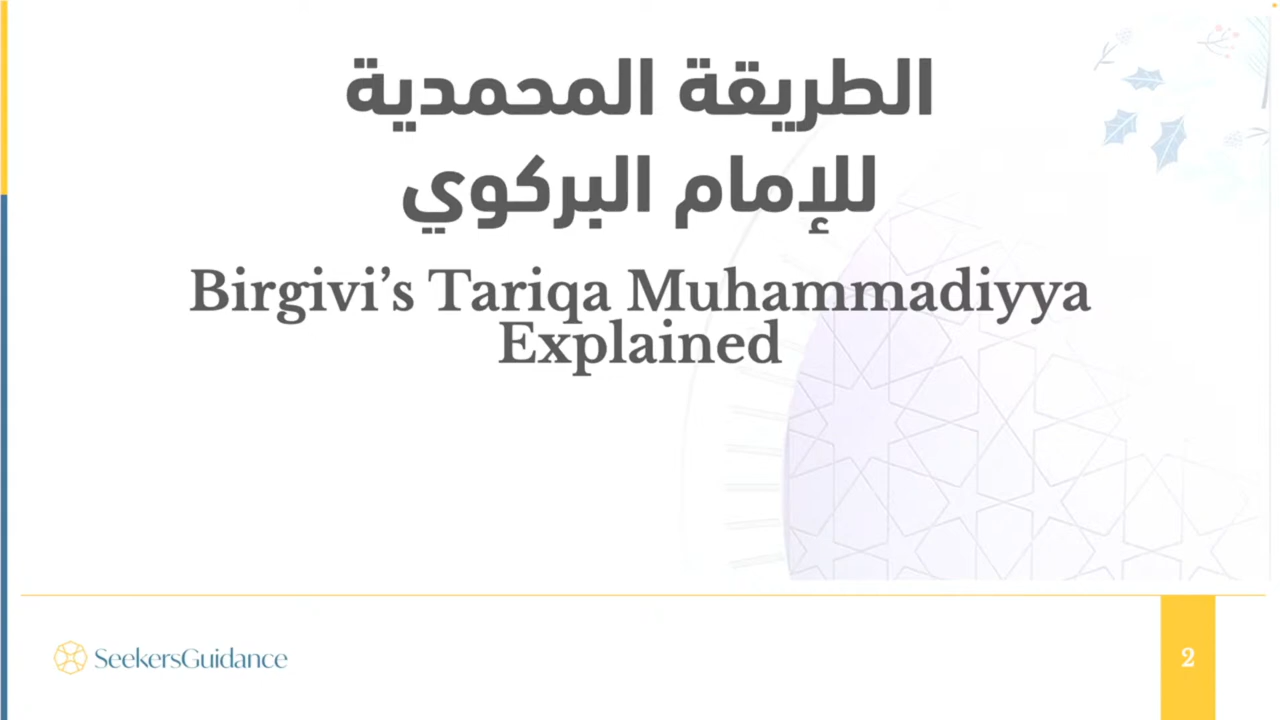 الطريقة المحمدية
للإمام البركوي
Birgivi’s Tariqa Muhammadiyya
Explained
SeekersGuidance
2